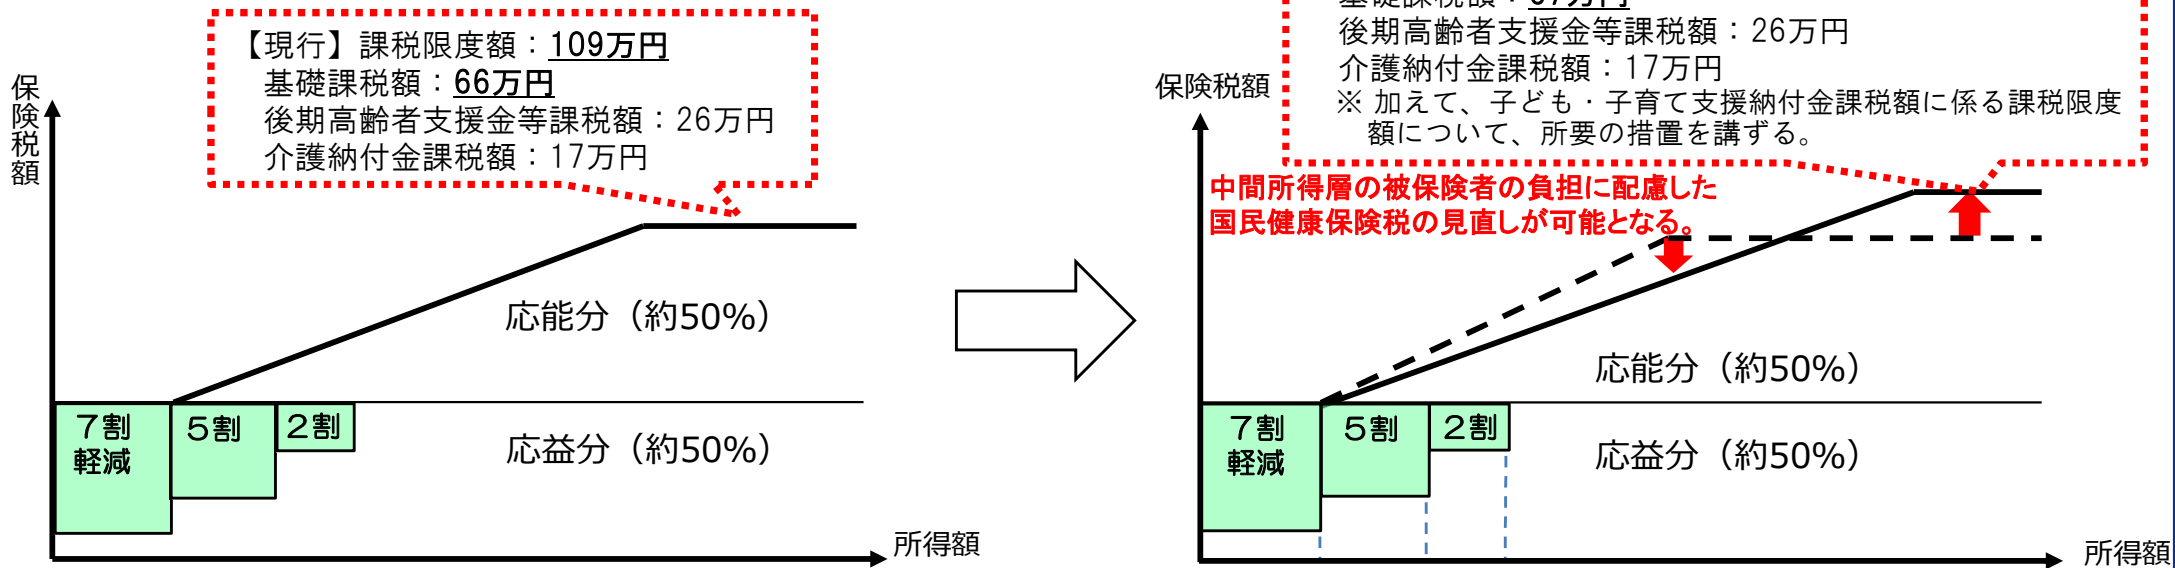 【現行】課税限度額：109万円
基礎課税額：66万円
後期高齢者支援金等課税額：26万円
介護納付金課税額：17万円
保険税額
応能分（約50%）
7割
軽減
5割
2割
応益分（約50%）
所得額
後期高齢者支援金等課税額：26万円
介護納付金課税額：17万円
※ 加えて、子ども・子育て支援納付金課税額に係る課税限度
額について、所要の措置を講ずる。
保険税額
中間所得層の被保険者の負担に配慮した
国民健康保険税の見直しが可能となる。
応能分（約50%）
7割
軽減
5割
2割
応益分（約50%）
所得額